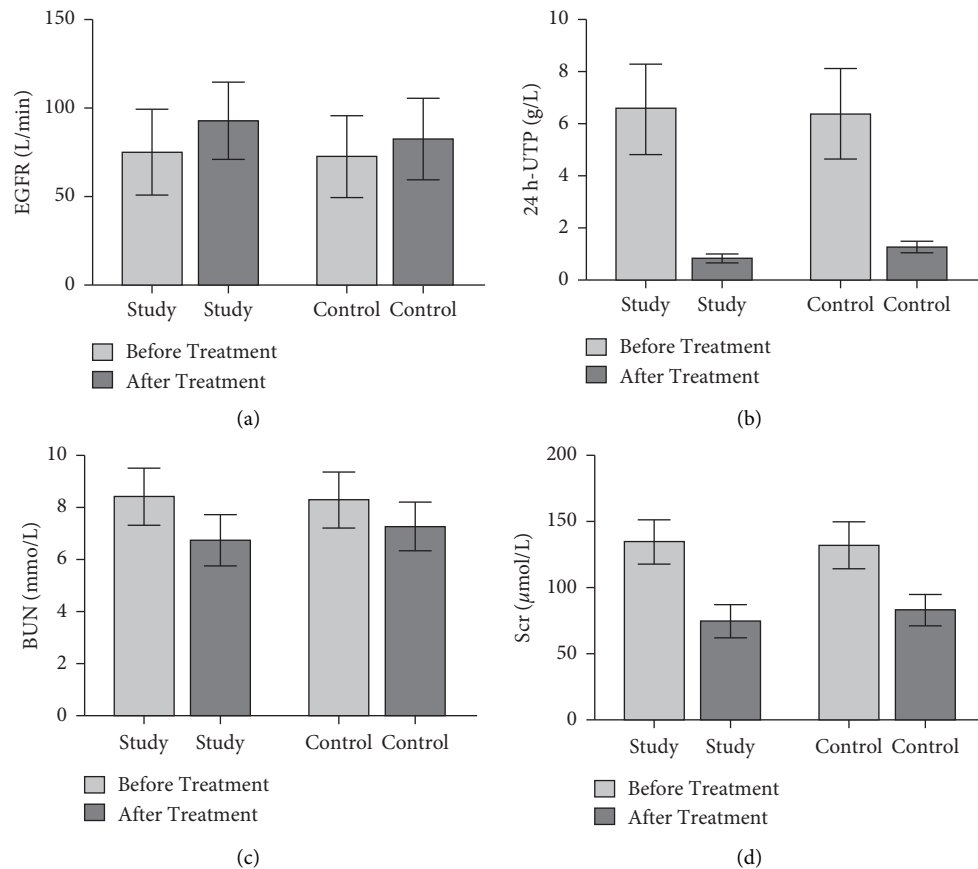 150
100
50
0
EGFR (L/min)
Study Study Control Control
Before Treatment
After Treatment
(a)
10
8
6
4
2
0
24 h-UTP (g/L)
Study Study Control Control
Before Treatment
After Treatment
(b)
10
8
6
4
2
0
BUN (mmo/L)
Study Study Control Control
Before Treatment
After Treatment
(c)
200
150
100
50
0
Scr (μmol/L)
Study Study Control Control
Before Treatment
After Treatment
(d)